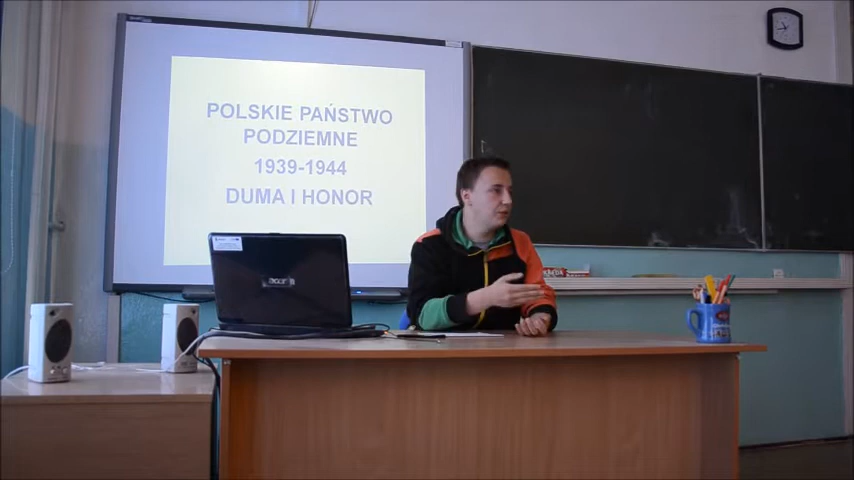 POLSKIE PAŃSTWO
PODZIEMNE
1939-1944
DUMA I HONOR
acer